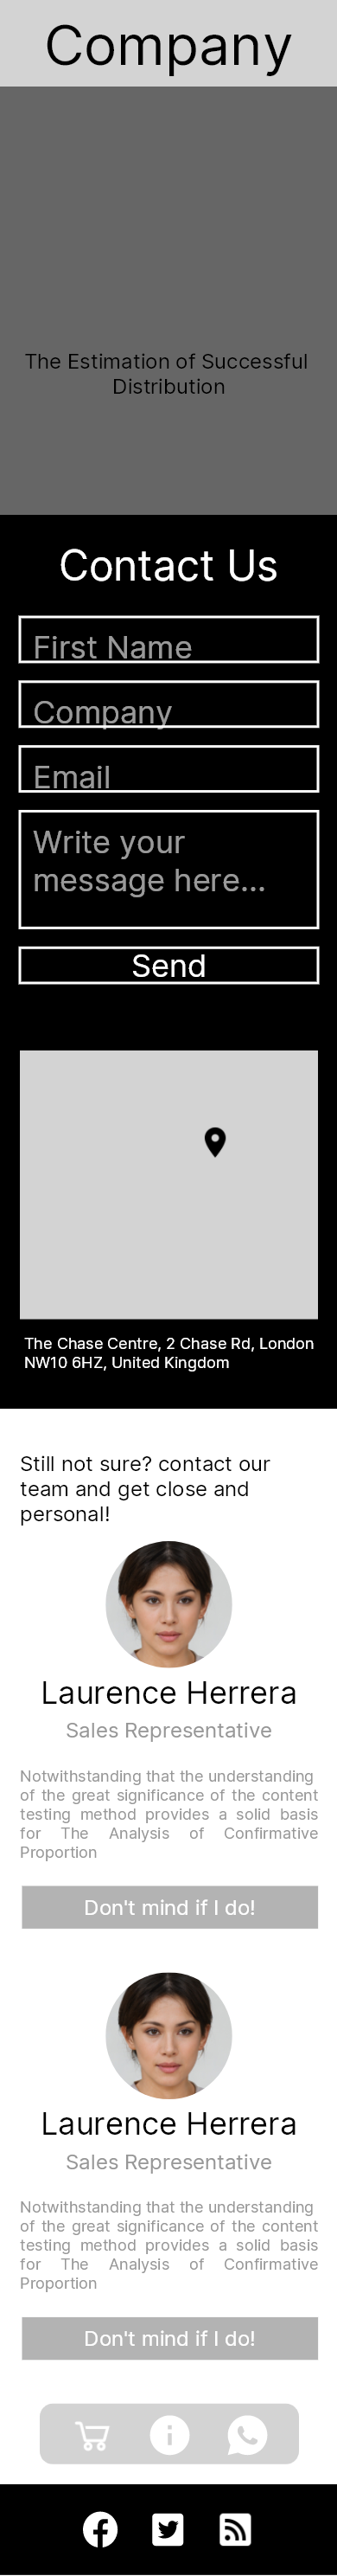 Company
The Estimation of Successful
Distribution
Contact Us
First Name
Company
Email
Write your
message here...
Send
The Chase Centre, 2 Chase Rd, London
NW10 6HZ, United Kingdom
Still not sure? contact our
team and get close and
personal!
Laurence Herrera
Sales Representative
Notwithstanding that the understanding
of the great significance of the content
testing method provides a solid basis
for The Analysis of Confirmative
Proportion
Don't mind if I do!
Laurence Herrera
Sales Representative
Notwithstanding that the understanding
of the great significance of the content
testing method provides a solid basis
for The Analysis of Confirmative
Proportion
Don't mind if I do!